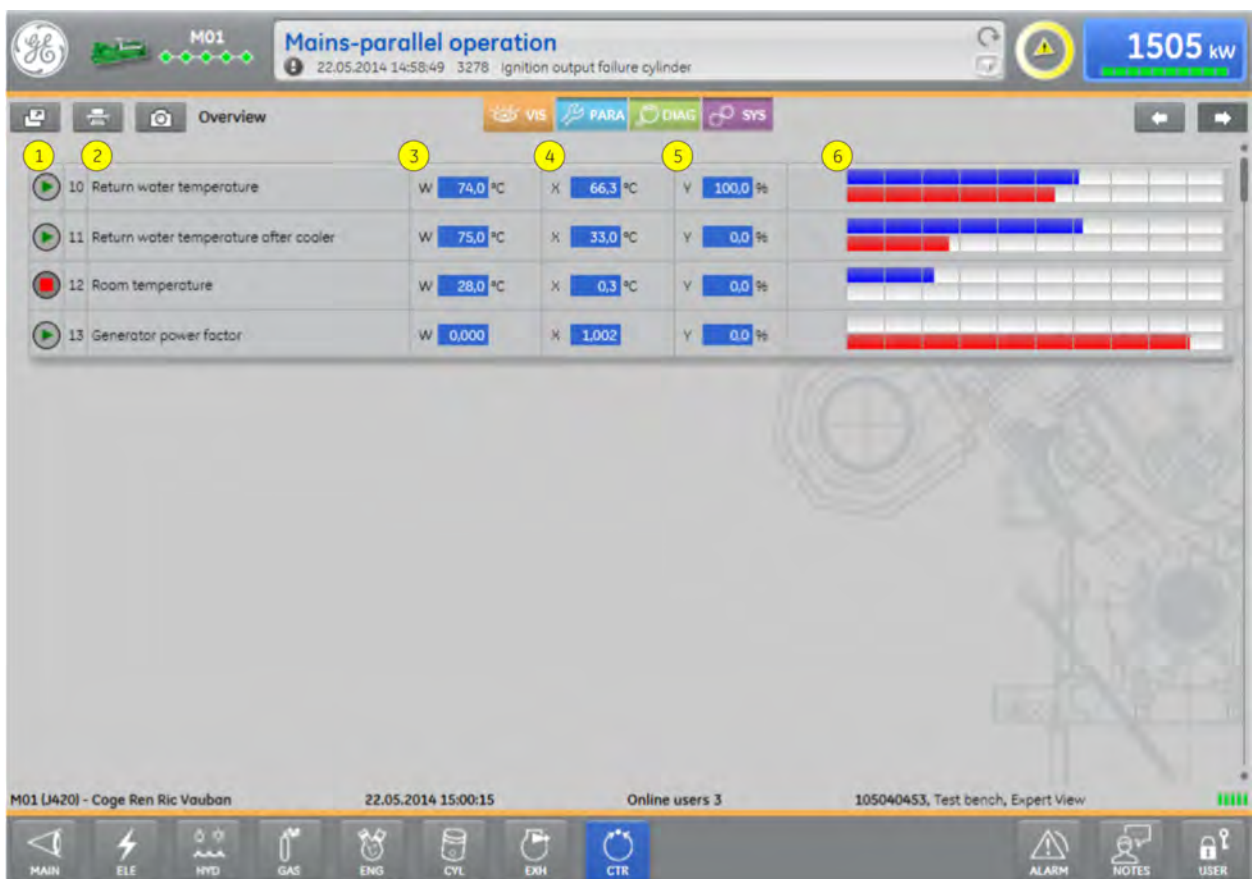 M01
Mains-parallel operation
22.05.2014 14:58:49 3278 Ignition output failure cylinder
1505 kW
Overview
VIS PARA DIAG SYS
1 2 3 4 5 6
10 Return water temperature W 74,0 °C X 66,3 °C Y 100,0 %
11 Return water temperature after cooler W 75,0 °C X 33,0 °C Y 0,0 %
12 Room temperature W 28,0 °C X 0,3 °C Y 0,0 %
13 Generator power factor W 0,000 X 1,002 Y 0,0 %
M01 (J420) - Coge Ren Ric Vauban 22.05.2014 15:00:15 Online users 3 105040453, Test bench, Expert View
MAIN ELE HYD GAS ENG CYL EXH CTR ALARM NOTES USER